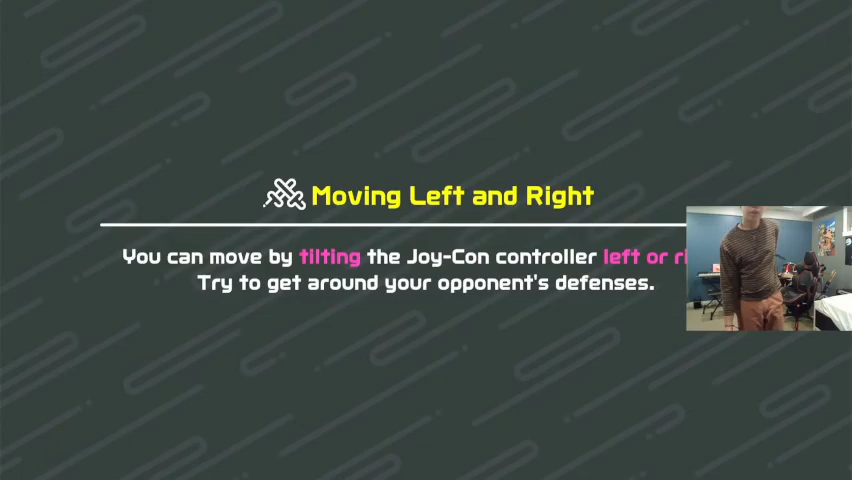 Moving Left and Right
You can move by tilting the Joy-Con controller left or
Try to get around your opponent's defenses.